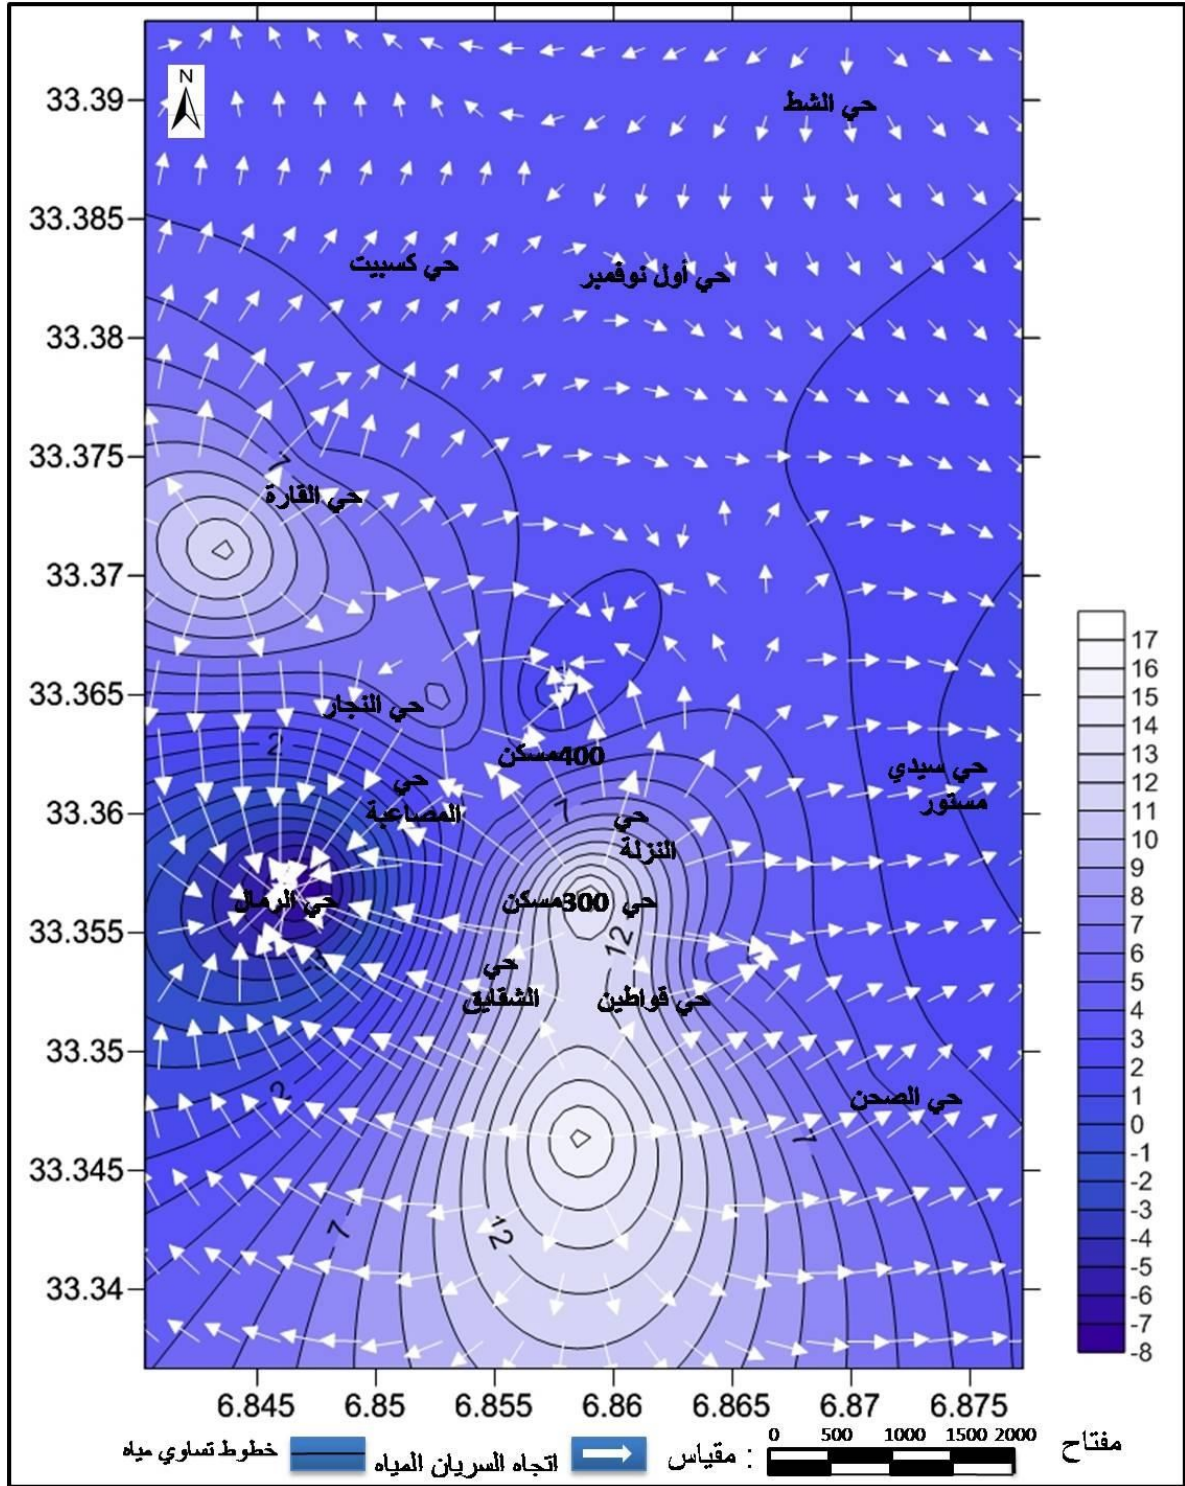 N
33.39
33.385
33.38
33.375
33.37
33.365
33.36
33.355
33.35
33.345
33.34
حي الشط
حي كسبيت
حي أول نوفمبر
7
حي القارة
حي النجار
2
400مسكن
حي
المصاعبة
حي سيدي
مستور
7
حي
النزلة
حي الرمال
حي 300مسكن
12
حي
الشقايق
حي قواطين
2
حي الصحن
7
7
12
17
16
15
14
13
12
11
10
9
8
7
6
5
4
3
2
1
0
-1
-2
-3
-4
-5
-6
-7
-8
6.845 6.85 6.855 6.86 6.865 6.87 6.875
مفتاح
0 500 1000 1500 2000
مقياس :
اتجاه السريان المياه
خطوط تساوي مياه